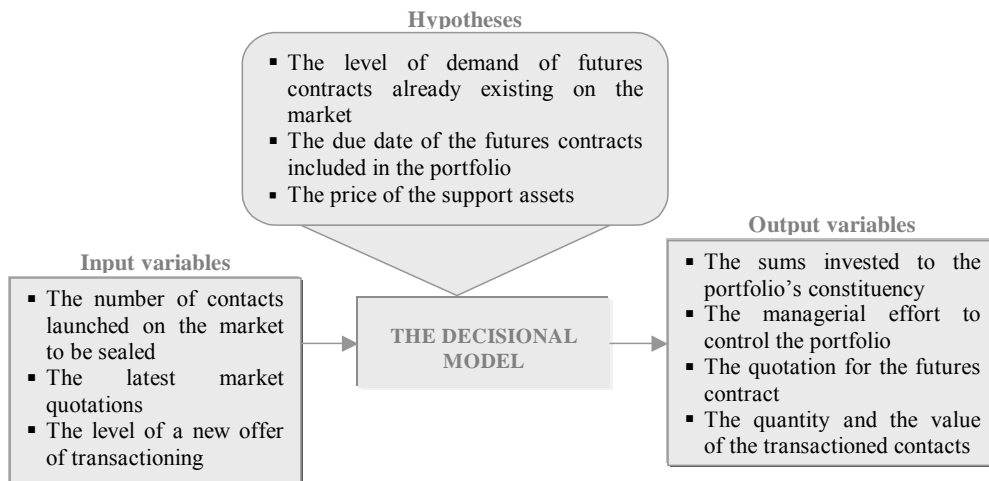 Hypotheses
▪ The level of demand of futures
contracts already existing on the
market
▪ The due date of the futures contracts
included in the portfolio
▪ The price of the support assets
Input variables
▪ The number of contacts
launched on the market
to be sealed
▪ The latest market
quotations
▪ The level of a new offer
of transactioning
THE DECISIONAL
MODEL
Output variables
▪ The sums invested to the
portfolio’s constituency
▪ The managerial effort to
control the portfolio
▪ The quotation for the futures
contract
▪ The quantity and the value
of the transactioned contacts